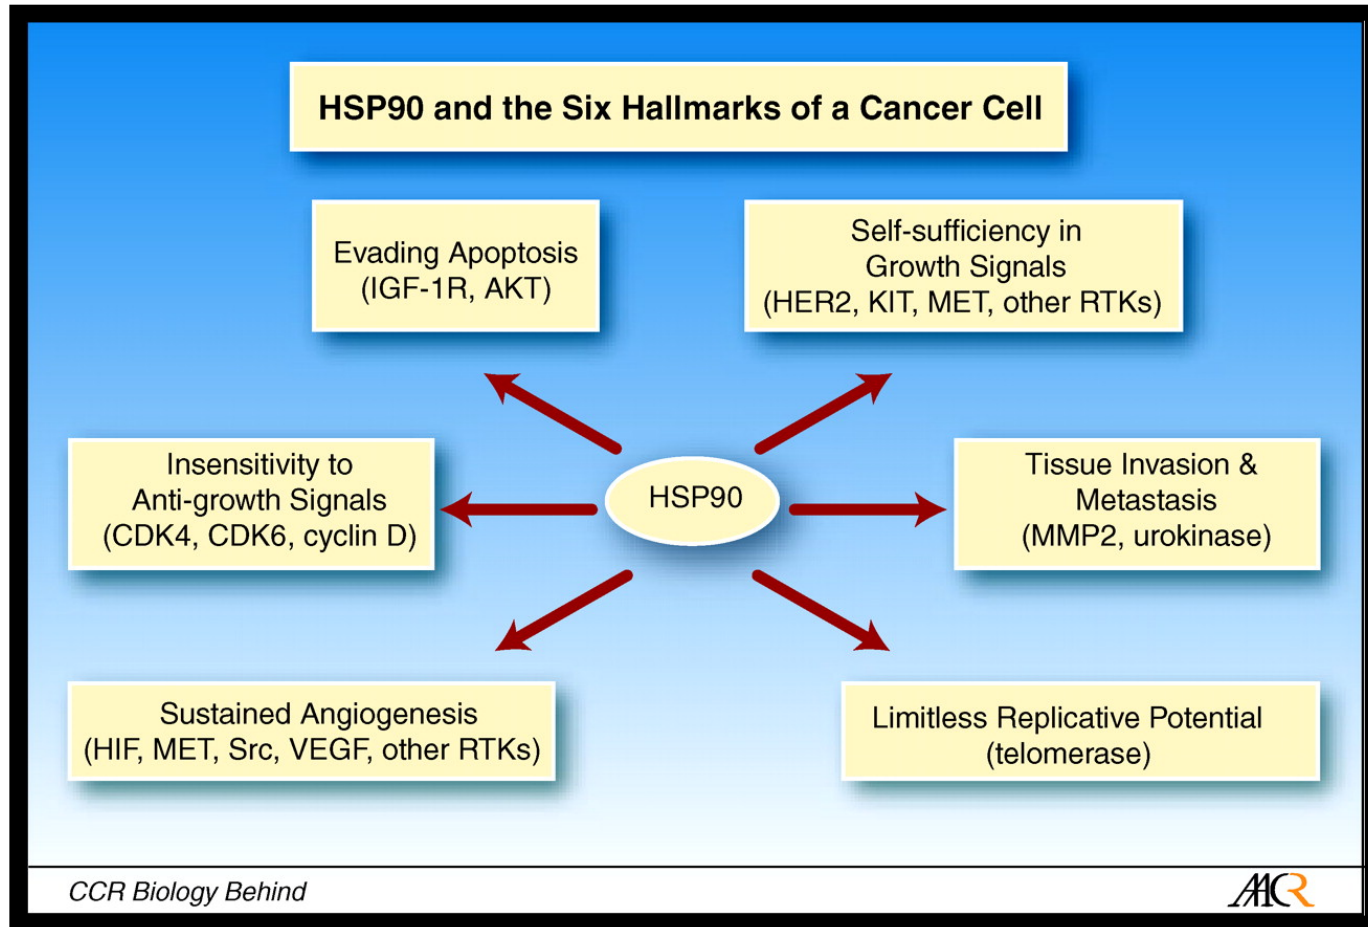 HSP90 and the Six Hallmarks of a Cancer Cell
Evading Apoptosis
(IGF-1R, AKT)
Self-sufficiency in
Growth Signals
(HER2, KIT, MET, other RTKs)
Insensitivity to
Anti-growth Signals
(CDK4, CDK6, cyclin D)
HSP90
Tissue Invasion &
Metastasis
(MMP2, urokinase)
Sustained Angiogenesis
(HIF, MET, Src, VEGF, other RTKs)
Limitless Replicative Potential
(telomerase)
CCR Biology Behind
AACR